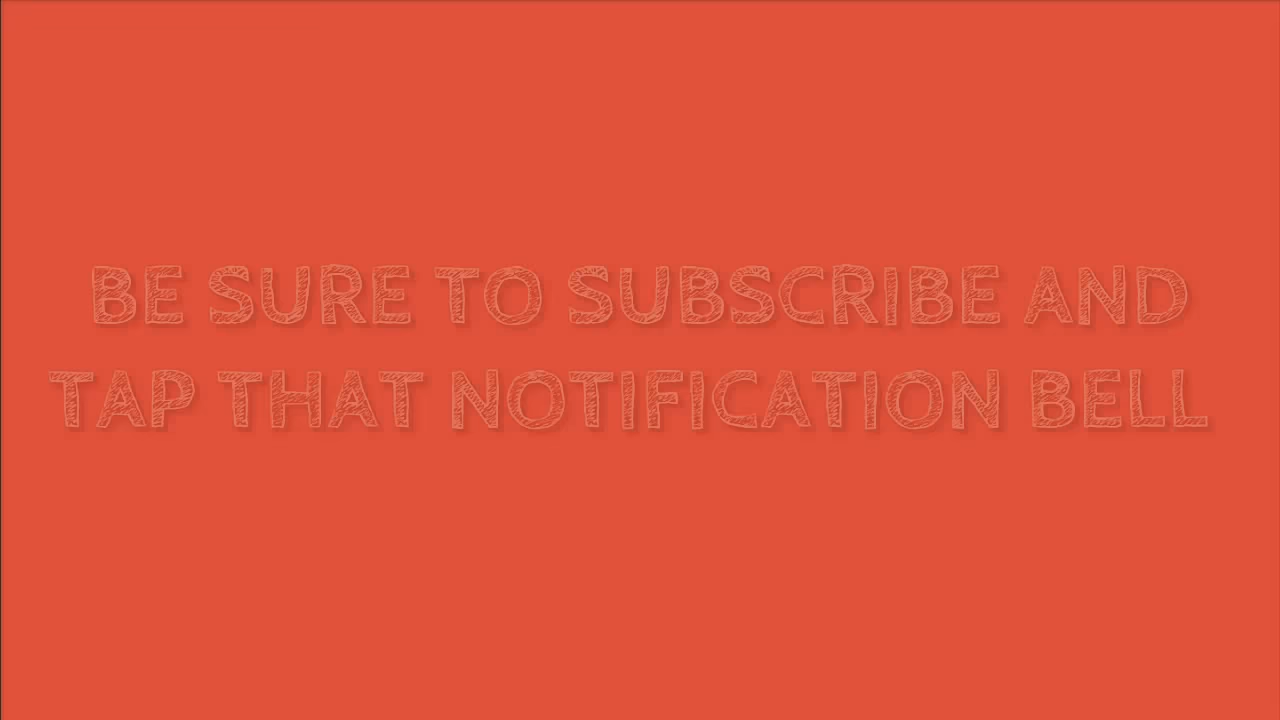 BE SURE TO SUBSCRIBE AND
TAP THAT NOTIFICATION BELL